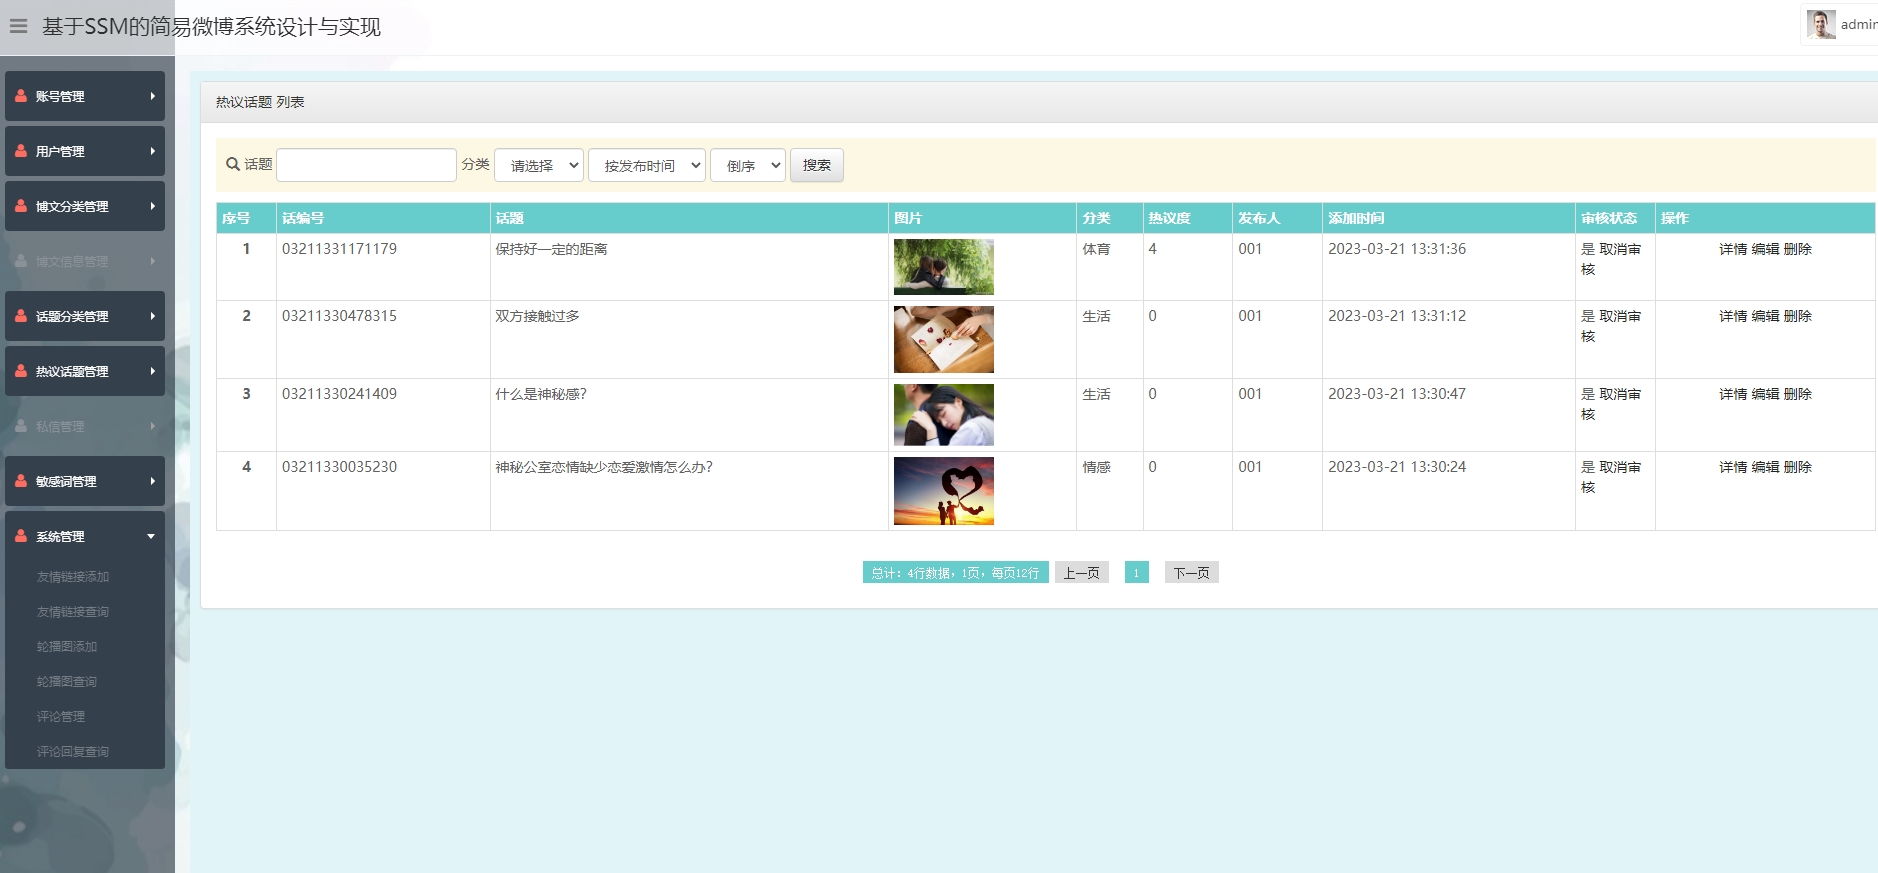 基于SSM的简易微博系统设计与实现
admin
账号管理
用户管理
博文分类管理
博文信息管理
话题分类管理
热议话题管理
私信管理
敏感词管理
系统管理
友情链接添加
友情链接查询
轮播图添加
轮播图查询
评论管理
评论回复查询
热议话题 列表
话题 分类 请选择 按发布时间 倒序 搜索
序号 话编号 话题 图片 分类 热议度 发布人 添加时间 审核状态 操作
1 03211331171179 保持好一定的距离 体育 4 001 2023-03-21 13:31:36 是 取消审核 详情 编辑 删除
2 03211330478315 双方接触过多 生活 0 001 2023-03-21 13:31:12 是 取消审核 详情 编辑 删除
3 03211330241409 什么是神秘感? 生活 0 001 2023-03-21 13:30:47 是 取消审核 详情 编辑 删除
4 03211330035230 神秘公室恋情缺少恋爱激情怎么办? 情感 0 001 2023-03-21 13:30:24 是 取消审核 详情 编辑 删除
总计：4行数据，1页，每页12行 上一页 1 下一页